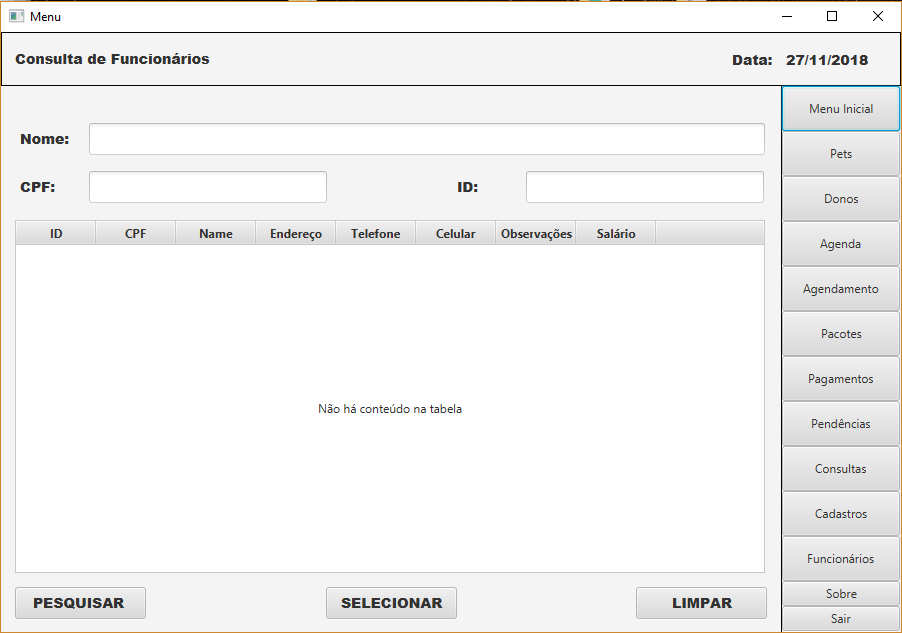 Menu
Consulta de Funcionários
Data: 27/11/2018
Nome:
CPF:
ID:
ID CPF Name Endereço Telefone Celular Observações Salário
Não há conteúdo na tabela
PESQUISAR
SELECIONAR
LIMPAR
Menu Inicial
Pets
Donos
Agenda
Agendamento
Pacotes
Pagamentos
Pendências
Consultas
Cadastros
Funcionários
Sobre
Sair